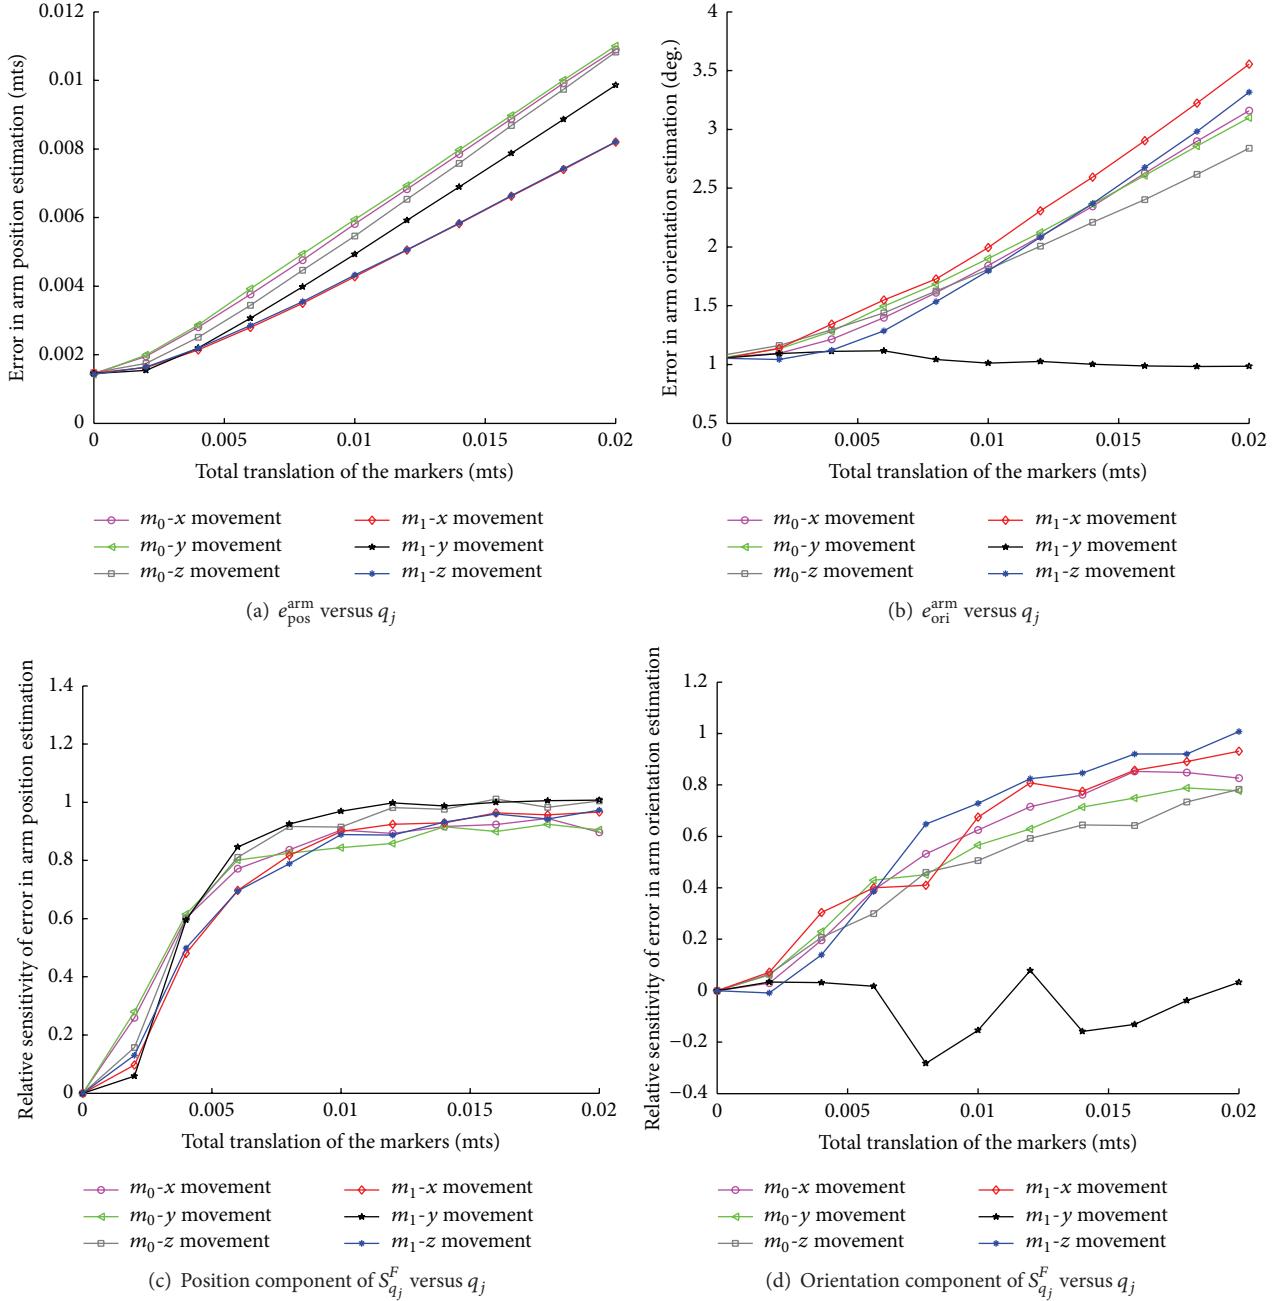 Error in arm position estimation (mts)
0.012
0.01
0.008
0.006
0.004
0.002
0
0 0.005 0.01 0.015 0.02
Total translation of the markers (mts)
m0-x movement m1-x movement
m0-y movement m1-y movement
m0-z movement m1-z movement
(a) e_pos^arm versus q_j
Error in arm orientation estimation (deg.)
4
3.5
3
2.5
2
1.5
1
0.5
0 0.005 0.01 0.015 0.02
Total translation of the markers (mts)
m0-x movement m1-x movement
m0-y movement m1-y movement
m0-z movement m1-z movement
(b) e_ori^arm versus q_j
Relative sensitivity of error in arm position estimation
1.4
1.2
1
0.8
0.6
0.4
0.2
0
0 0.005 0.01 0.015 0.02
Total translation of the markers (mts)
m0-x movement m1-x movement
m0-y movement m1-y movement
m0-z movement m1-z movement
(c) Position component of S_{q_j}^F versus q_j
Relative sensitivity of error in arm orientation estimation
1.2
1
0.8
0.6
0.4
0.2
0
−0.2
−0.4
0 0.005 0.01 0.015 0.02
Total translation of the markers (mts)
m0-x movement m1-x movement
m0-y movement m1-y movement
m0-z movement m1-z movement
(d) Orientation component of S_{q_j}^F versus q_j